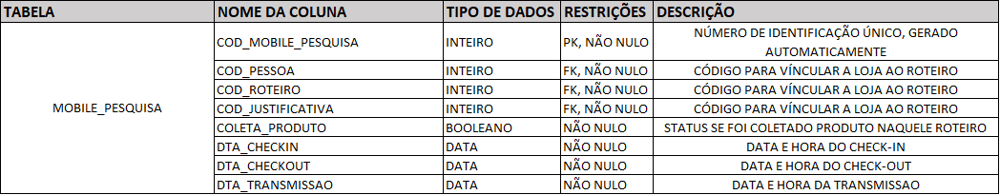 TABELA NOME DA COLUNA TIPO DE DADOS RESTRIÇÕES DESCRIÇÃO
MOBILE_PESQUISA
COD_MOBILE_PESQUISA INTEIRO PK, NÃO NULO NÚMERO DE IDENTIFICAÇÃO ÚNICO, GERADO
AUTOMATICAMENTE
COD_PESSOA INTEIRO FK, NÃO NULO CÓDIGO PARA VÍNCULAR A LOJA AO ROTEIRO
COD_ROTEIRO INTEIRO FK, NÃO NULO CÓDIGO PARA VÍNCULAR A LOJA AO ROTEIRO
COD_JUSTIFICATIVA INTEIRO FK, NÃO NULO CÓDIGO PARA VÍNCULAR A LOJA AO ROTEIRO
COLETA_PRODUTO BOOLEANO NÃO NULO STATUS SE FOI COLETADO PRODUTO NAQUELE ROTEIRO
DTA_CHECKIN DATA NÃO NULO DATA E HORA DO CHECK-IN
DTA_CHECKOUT DATA NÃO NULO DATA E HORA DO CHECK-OUT
DTA_TRANSMISSAO DATA NÃO NULO DATA E HORA DA TRANSMISSAO